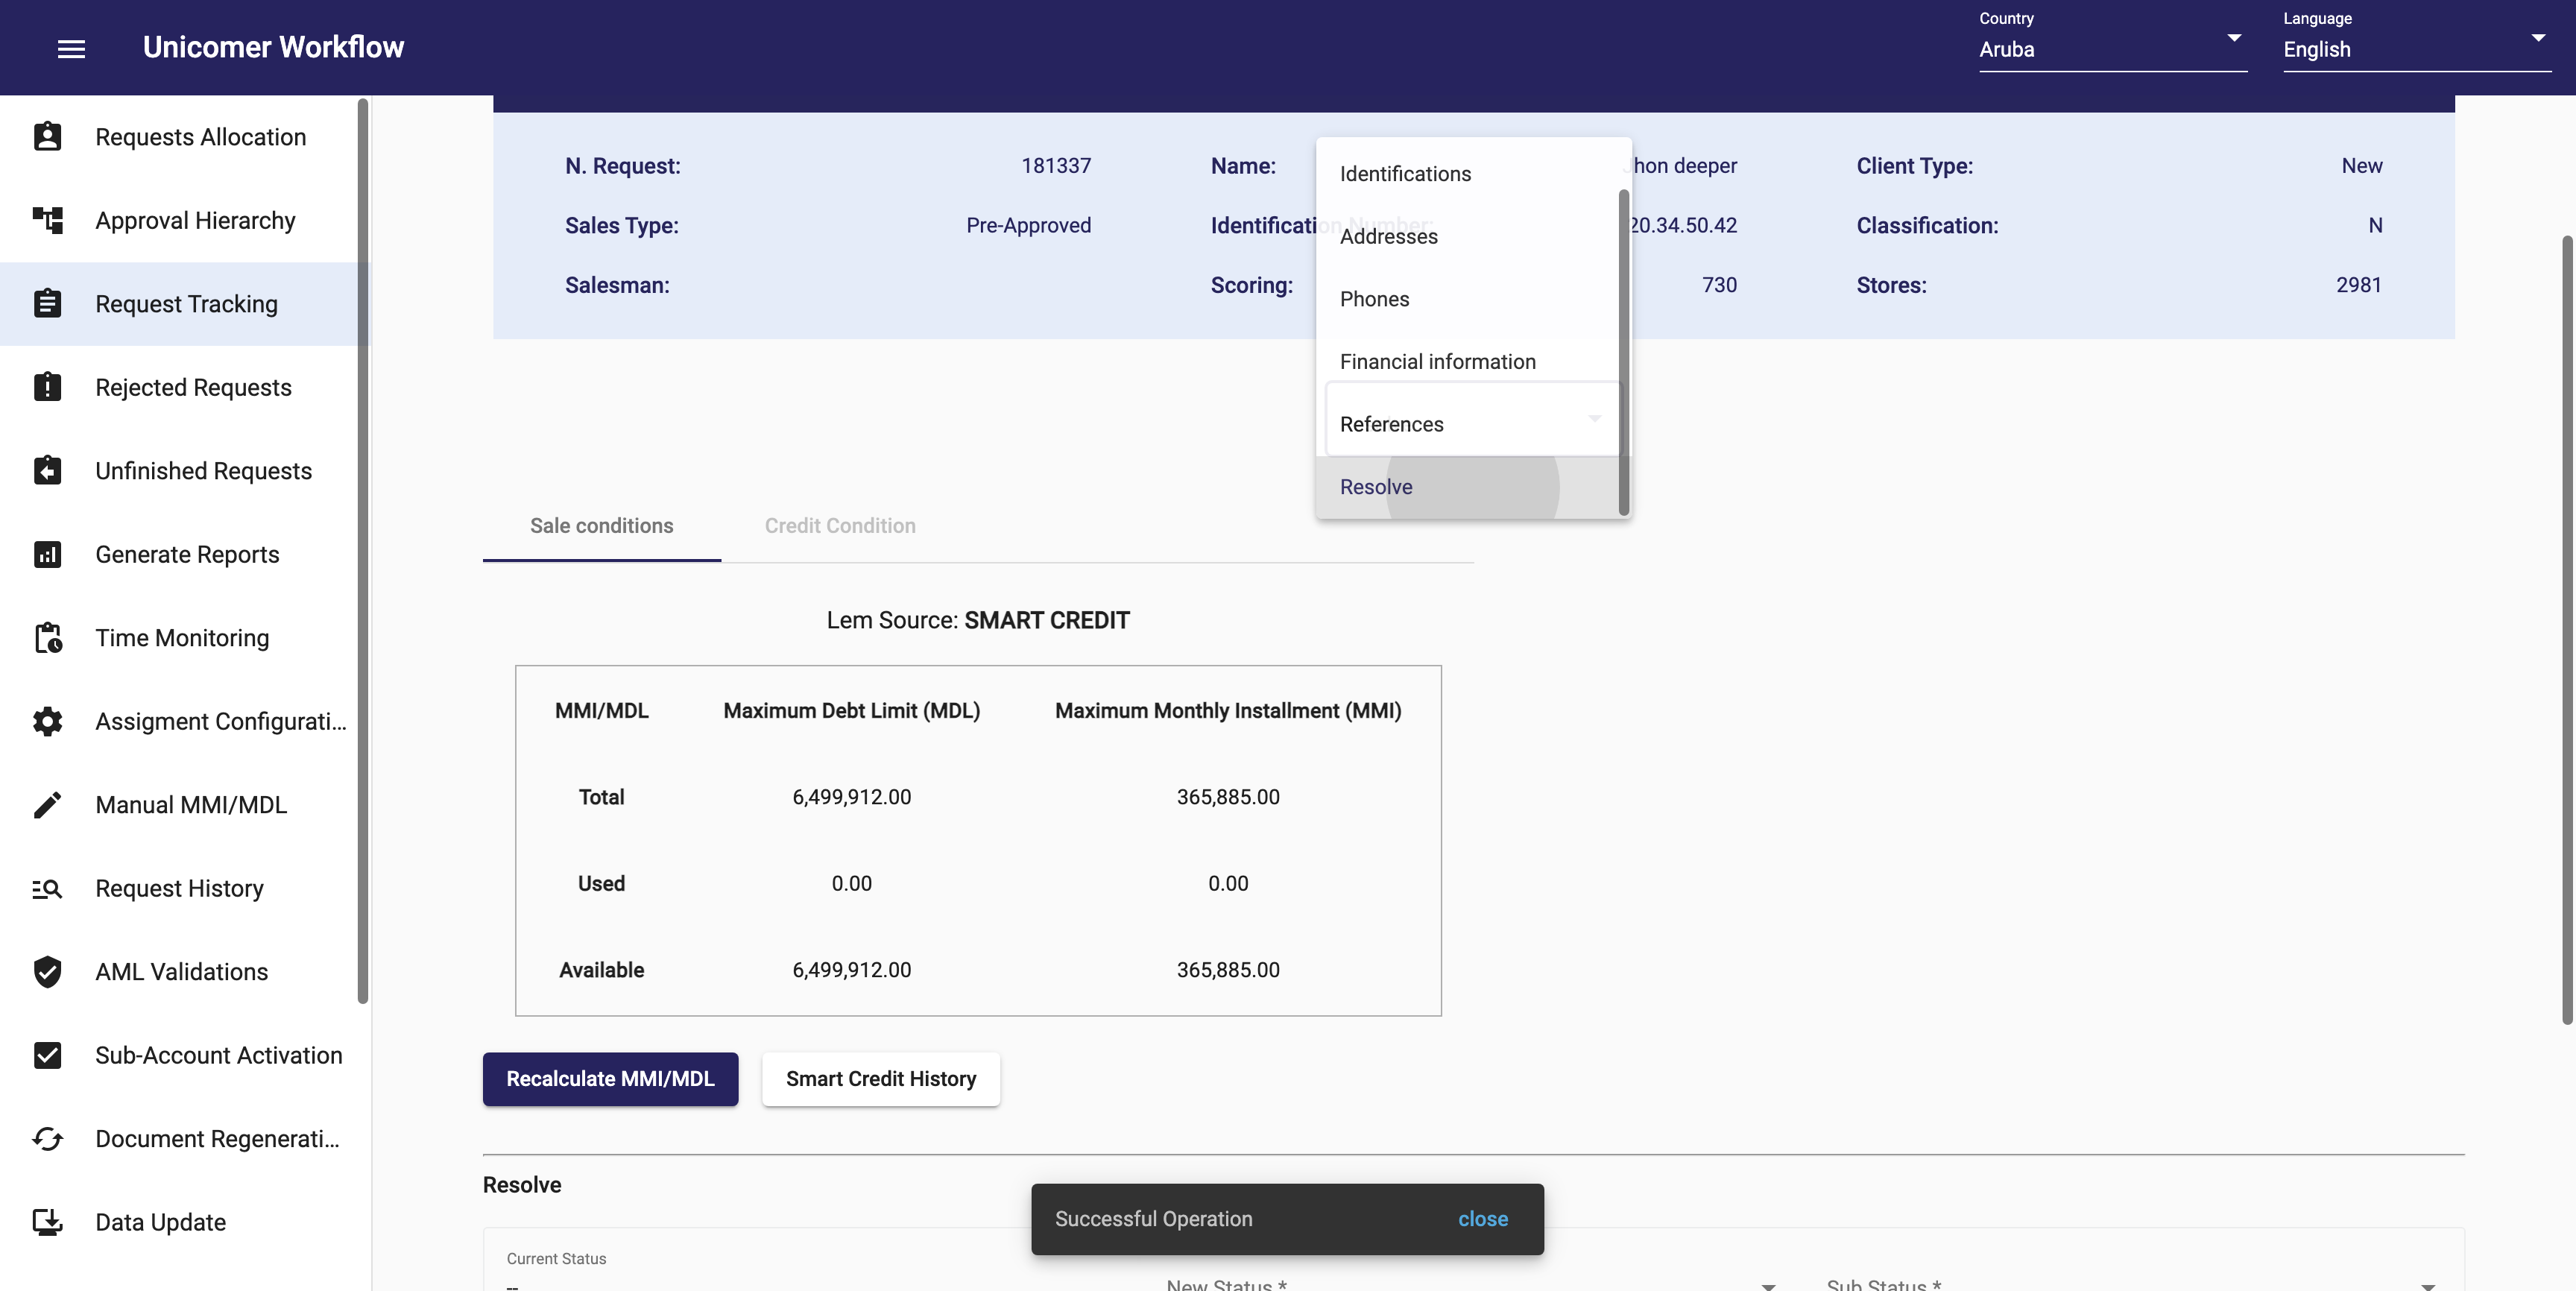 Unicomer Workflow
Country
Aruba
Language
English
Requests Allocation
Approval Hierarchy
Request Tracking
Rejected Requests
Unfinished Requests
Generate Reports
Time Monitoring
Assigment Configurati...
Manual MMI/MDL
Request History
AML Validations
Sub-Account Activation
Document Regenerati...
Data Update
N. Request: 181337
Name: Jhon deeper
Client Type: New
Sales Type: Pre-Approved
Identification Number: 20.34.50.42
Classification: N
Salesman:
Scoring: 730
Stores: 2981
Identifications
Addresses
Phones
Financial information
References
Resolve
Sale conditions
Credit Condition
Lem Source: SMART CREDIT
MMI/MDL Maximum Debt Limit (MDL) Maximum Monthly Installment (MMI)
Total 6,499,912.00 365,885.00
Used 0.00 0.00
Available 6,499,912.00 365,885.00
Recalculate MMI/MDL
Smart Credit History
Resolve
Successful Operation close
Current Status
--
New Status *
Sub Status *